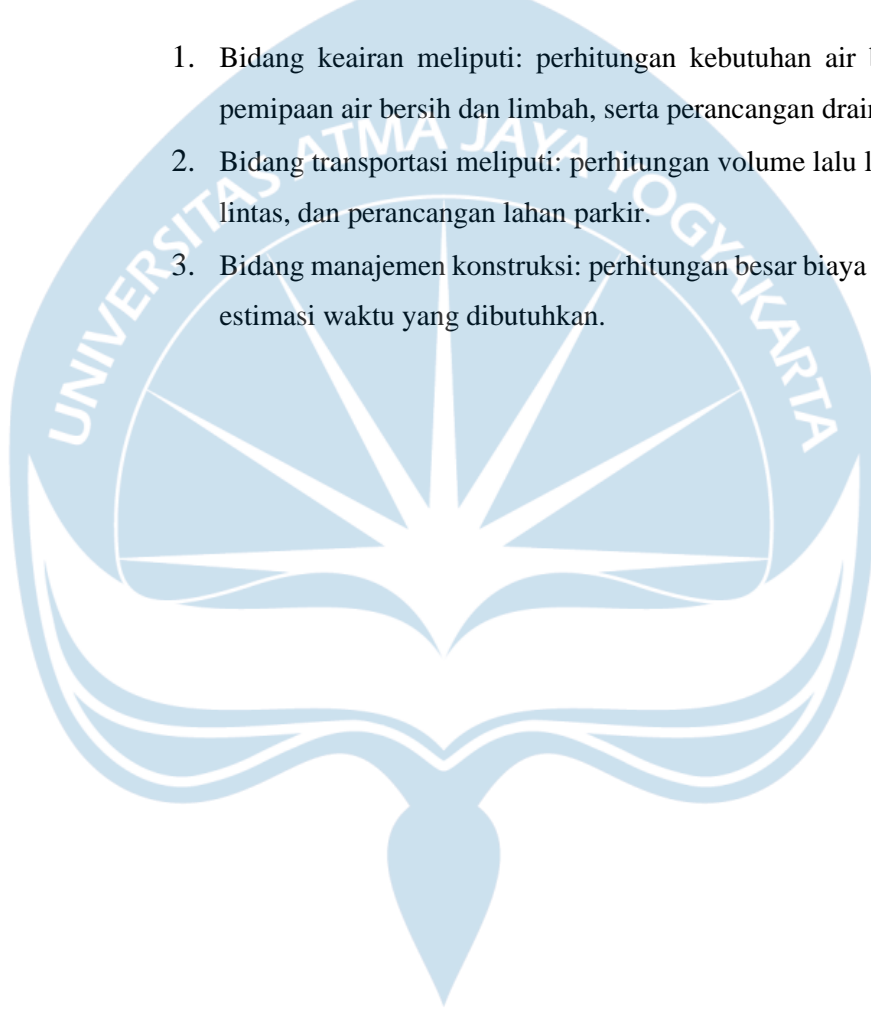 1. Bidang keairan meliputi: perhitungan kebutuhan air
pemipaan air bersih dan limbah, serta perancangan
2. Bidang transportasi meliputi: perhitungan volume lalu
lintas, dan perancangan lahan parkir.
3. Bidang manajemen konstruksi: perhitungan besar biaya
estimasi waktu yang dibutuhkan.
UNIVERSITAS ATMA JAYA YOGYAKARTA